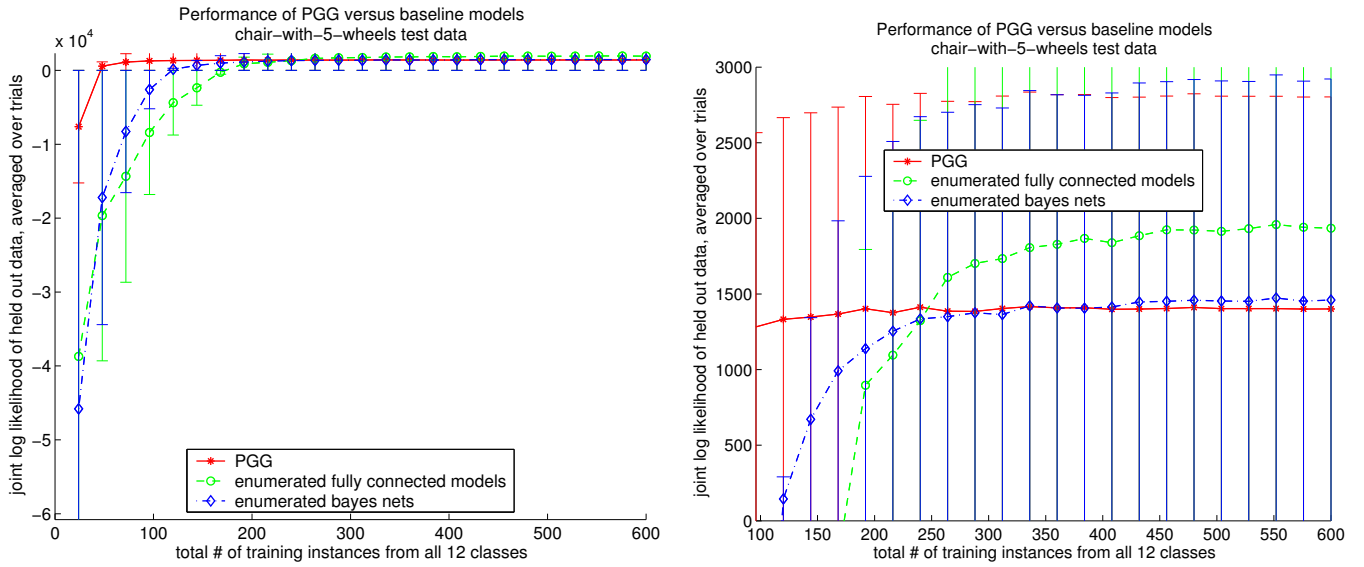 Performance of PGG versus baseline models
chair−with−5−wheels test data
x 10^4
0
−1
−2
−3
−4
−5
−6
joint log likelihood of held out data, averaged over trials
PGG
enumerated fully connected models
enumerated bayes nets
0 100 200 300 400 500 600
total # of training instances from all 12 classes
Performance of PGG versus baseline models
chair−with−5−wheels test data
3000
2500
2000
1500
1000
500
0
joint log likelihood of held out data, averaged over trials
PGG
enumerated fully connected models
enumerated bayes nets
100 150 200 250 300 350 400 450 500 550 600
total # of training instances from all 12 classes